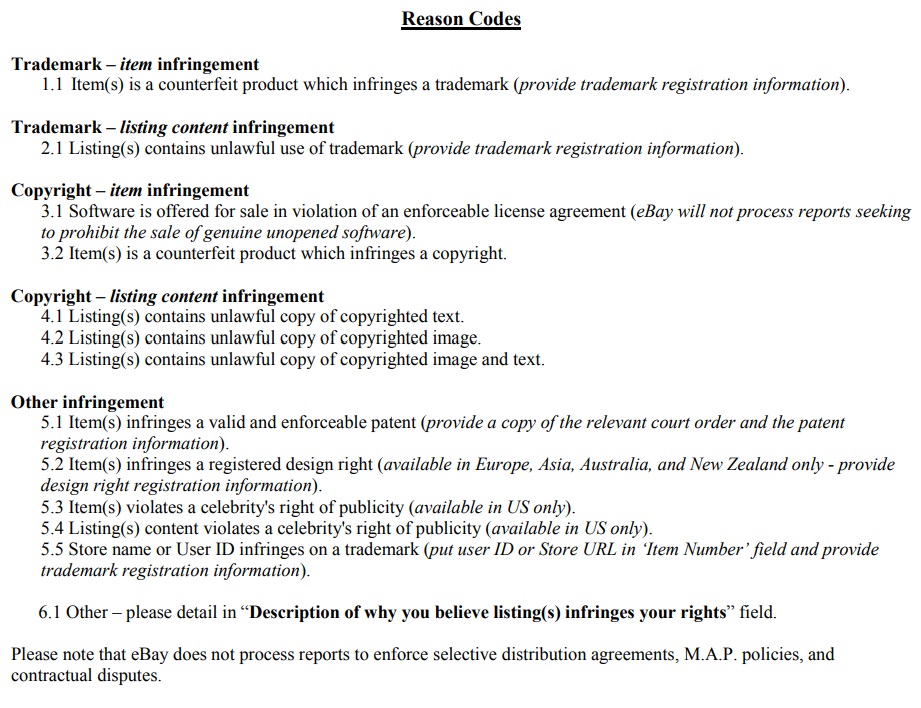 Reason Codes
Trademark – item infringement
1.1 Item(s) is a counterfeit product which infringes a trademark (provide trademark registration information).
Trademark – listing content infringement
2.1 Listing(s) contains unlawful use of trademark (provide trademark registration information).
Copyright – item infringement
3.1 Software is offered for sale in violation of an enforceable license agreement (eBay will not process reports seeking
to prohibit the sale of genuine unopened software).
3.2 Item(s) is a counterfeit product which infringes a copyright.
Copyright – listing content infringement
4.1 Listing(s) contains unlawful copy of copyrighted text.
4.2 Listing(s) contains unlawful copy of copyrighted image.
4.3 Listing(s) contains unlawful copy of copyrighted image and text.
Other infringement
5.1 Item(s) infringes a valid and enforceable patent (provide a copy of the relevant court order and the patent
registration information).
5.2 Item(s) infringes a registered design right (available in Europe, Asia, Australia, and New Zealand only - provide
design right registration information).
5.3 Item(s) violates a celebrity's right of publicity (available in US only).
5.4 Listing(s) content violates a celebrity's right of publicity (available in US only).
5.5 Store name or User ID infringes on a trademark (put user ID or Store URL in ‘Item Number’ field and provide
trademark registration information).
6.1 Other – please detail in “Description of why you believe listing(s) infringes your rights” field.
Please note that eBay does not process reports to enforce selective distribution agreements, M.A.P. policies, and
contractual disputes.